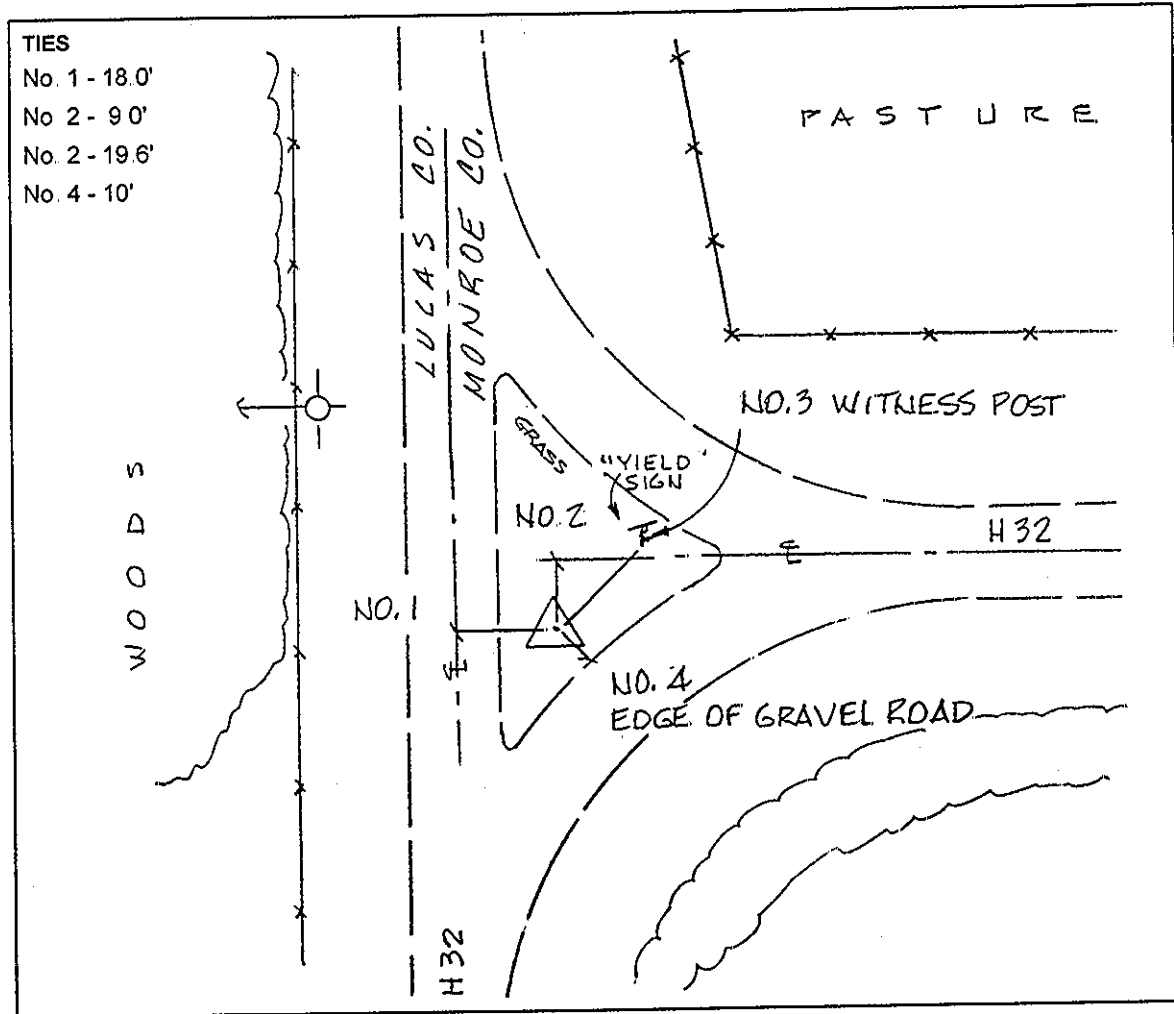 TIES
No. 1 - 18.0'
No 2 - 9 0'
No. 2 - 19.6'
No. 4 - 10'
PASTURE
LUCAS CO.
MONROE CO.
NO.3 WITNESS POST
GRASS
"YIELD"
SIGN
NO.2
H32
℄
WOODS
NO.1
℄
NO.4
EDGE OF GRAVEL ROAD
H32